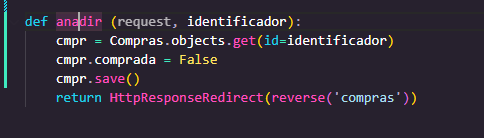 def anadir (request, identificador):
    cmpr = Compras.objects.get(id=identificador)
    cmpr.comprada = False
    cmpr.save()
    return HttpResponseRedirect(reverse('compras'))